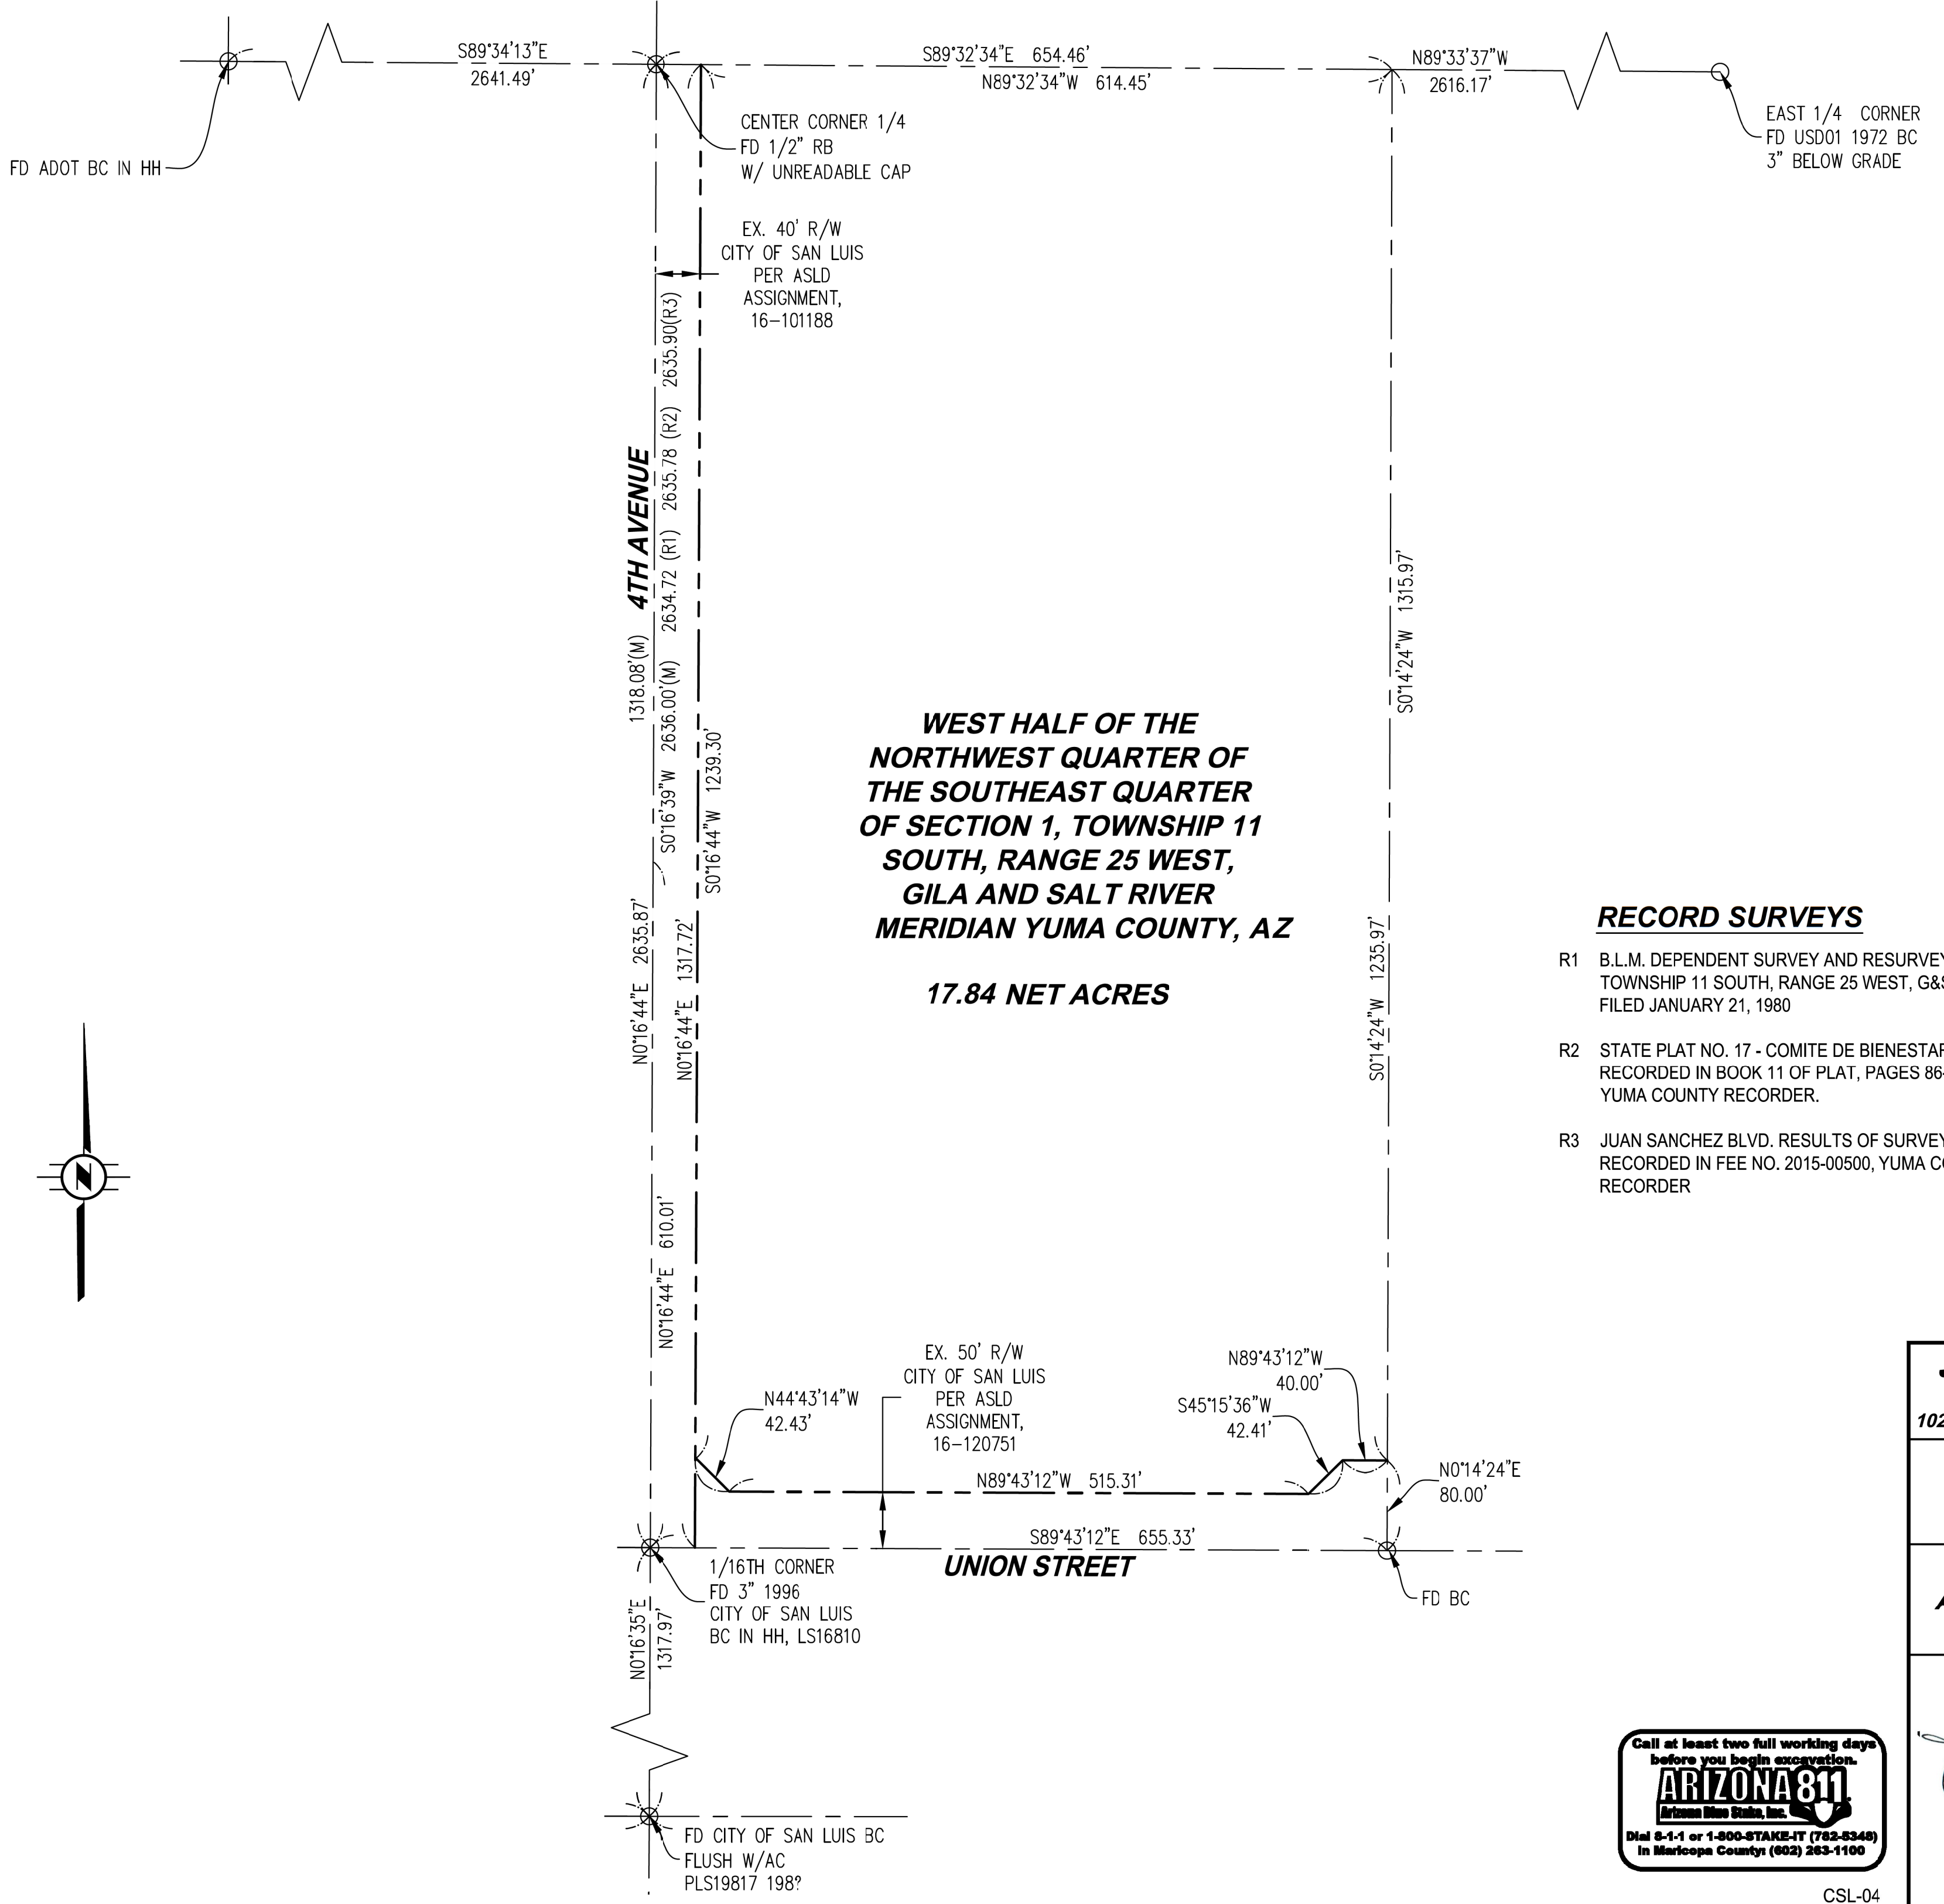 S89°34'13"E
2641.49'
S89°32'34"E 654.46'
N89°32'34"W 614.45'
N89°33'37"W
2616.17'
FD ADOT BC IN HH
CENTER CORNER 1/4
FD 1/2" RB
W/ UNREADABLE CAP
EAST 1/4 CORNER
FD USD01 1972 BC
3" BELOW GRADE
EX. 40' R/W
CITY OF SAN LUIS
PER ASLD
ASSIGNMENT,
16-101188
4TH AVENUE
1318.08'(M)
S0°16'39"W 2636.00'(M) 2634.72 (R1) 2635.78 (R2) 2635.90(R3)
S0°16'44"W 1239.30'
S0°14'24"W 1315.97'
WEST HALF OF THE
NORTHWEST QUARTER OF
THE SOUTHEAST QUARTER
OF SECTION 1, TOWNSHIP 11
SOUTH, RANGE 25 WEST,
GILA AND SALT RIVER
MERIDIAN YUMA COUNTY, AZ
17.84 NET ACRES
N0°16'44"E 2635.87'
N0°16'44"E 1317.72'
S0°14'24"W 1235.97'
RECORD SURVEYS
R1 B.L.M. DEPENDENT SURVEY AND RESURVEY
TOWNSHIP 11 SOUTH, RANGE 25 WEST, G&S
FILED JANUARY 21, 1980
R2 STATE PLAT NO. 17 - COMITE DE BIENESTAR
RECORDED IN BOOK 11 OF PLAT, PAGES 86-
YUMA COUNTY RECORDER.
R3 JUAN SANCHEZ BLVD. RESULTS OF SURVEY
RECORDED IN FEE NO. 2015-00500, YUMA CO
RECORDER
N
N0°16'44"E 610.01'
N44°43'14"W
42.43'
EX. 50' R/W
CITY OF SAN LUIS
PER ASLD
ASSIGNMENT,
16-120751
N89°43'12"W
40.00'
S45°15'36"W
42.41'
N89°43'12"W 515.31'
N0°14'24"E
80.00'
S89°43'12"E 655.33'
UNION STREET
1/16TH CORNER
FD 3" 1996
CITY OF SAN LUIS
BC IN HH, LS16810
FD BC
N0°16'35"E
1317.97'
FD CITY OF SAN LUIS BC
FLUSH W/AC
PLS19817 198?
102
Call at least two full working days
before you begin excavation.
ARIZONA 811
Arizona Blue Stake, Inc.
Dial 8-1-1 or 1-800-STAKE-IT (782-5348)
In Maricopa County: (602) 263-1100
CSL-04